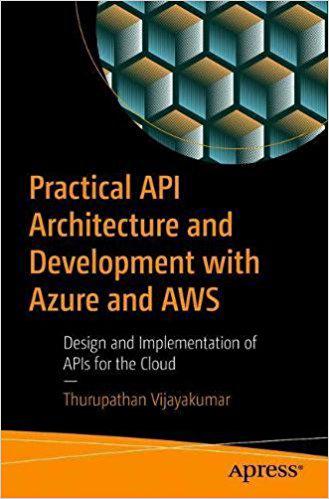 Practical API
Architecture and
Development with
Azure and AWS
Design and Implementation of
APIs for the Cloud
—
Thurupathan Vijayakumar
Apress®